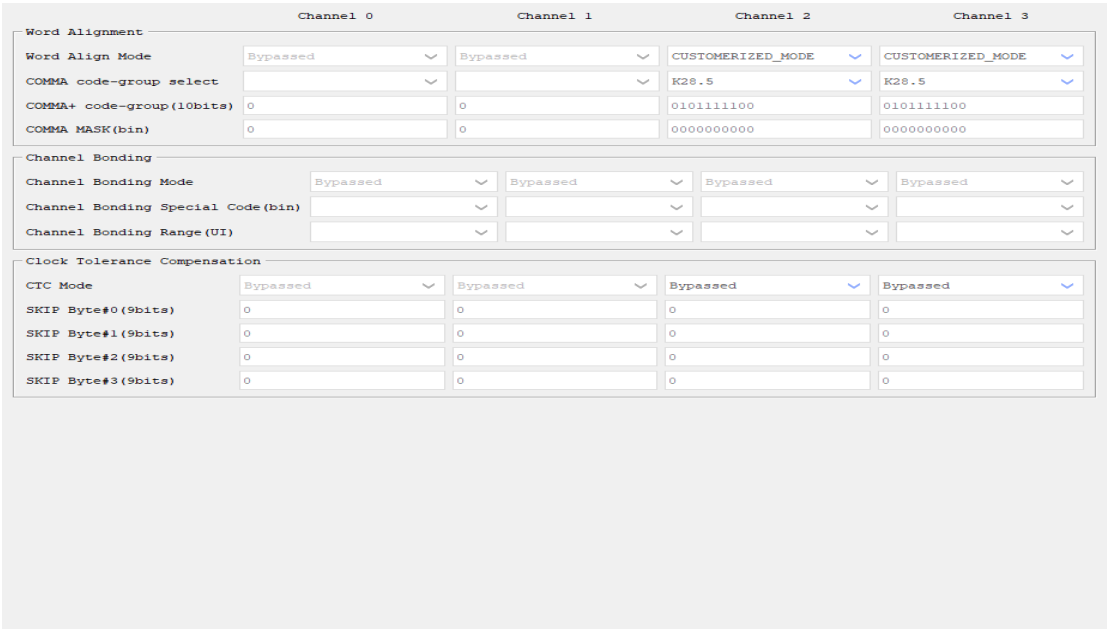 Channel 0 Channel 1 Channel 2 Channel 3
Word Alignment
Word Align Mode Bypassed Bypassed CUSTOMERIZED_MODE CUSTOMERIZED_MODE
COMMA code-group select K28.5 K28.5
COMMA+ code-group(10bits) 0 0 0101111100 0101111100
COMMA MASK(bin) 0 0 0000000000 0000000000
Channel Bonding
Channel Bonding Mode Bypassed Bypassed Bypassed Bypassed
Channel Bonding Special Code(bin)
Channel Bonding Range(UI)
Clock Tolerance Compensation
CTC Mode Bypassed Bypassed Bypassed Bypassed
SKIP Byte#0(9bits) 0 0 0 0
SKIP Byte#1(9bits) 0 0 0 0
SKIP Byte#2(9bits) 0 0 0 0
SKIP Byte#3(9bits) 0 0 0 0